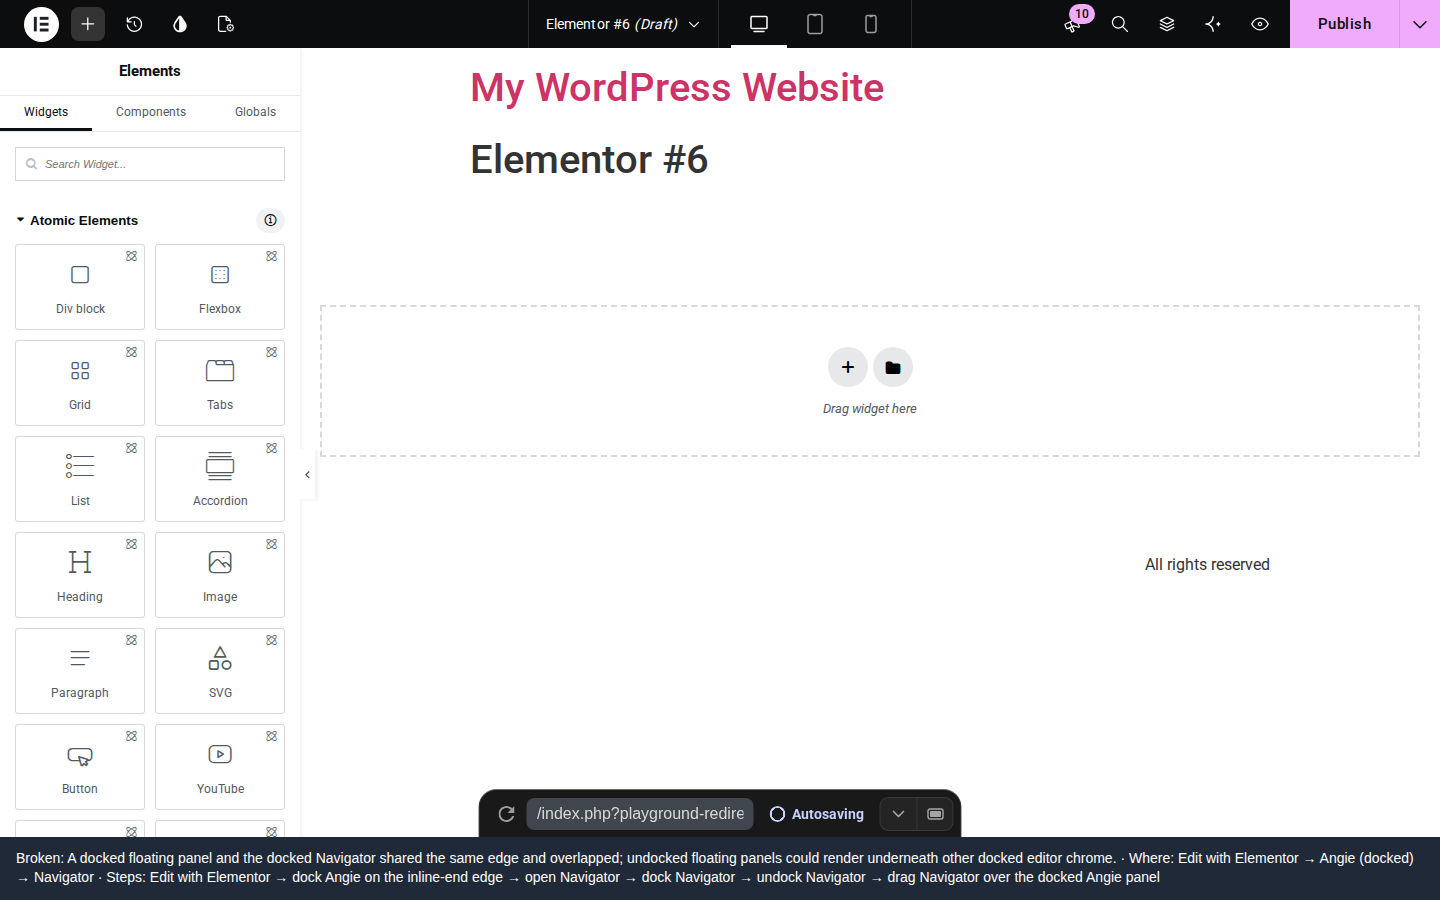 Elementor #6 (Draft)
10
Publish
Elements
Widgets
Components
Globals
Search Widget...
Atomic Elements
Div block
Flexbox
Grid
Tabs
List
Accordion
Heading
Image
Paragraph
SVG
Button
YouTube
My WordPress Website
Elementor #6
Drag widget here
All rights reserved
/index.php?playground-redire
Autosaving
Broken: A docked floating panel and the docked Navigator shared the same edge and overlapped; undocked floating panels could render underneath other docked editor chrome. · Where: Edit with Elementor → Angie (docked)
→ Navigator · Steps: Edit with Elementor → dock Angie on the inline-end edge → open Navigator → dock Navigator → undock Navigator → drag Navigator over the docked Angie panel